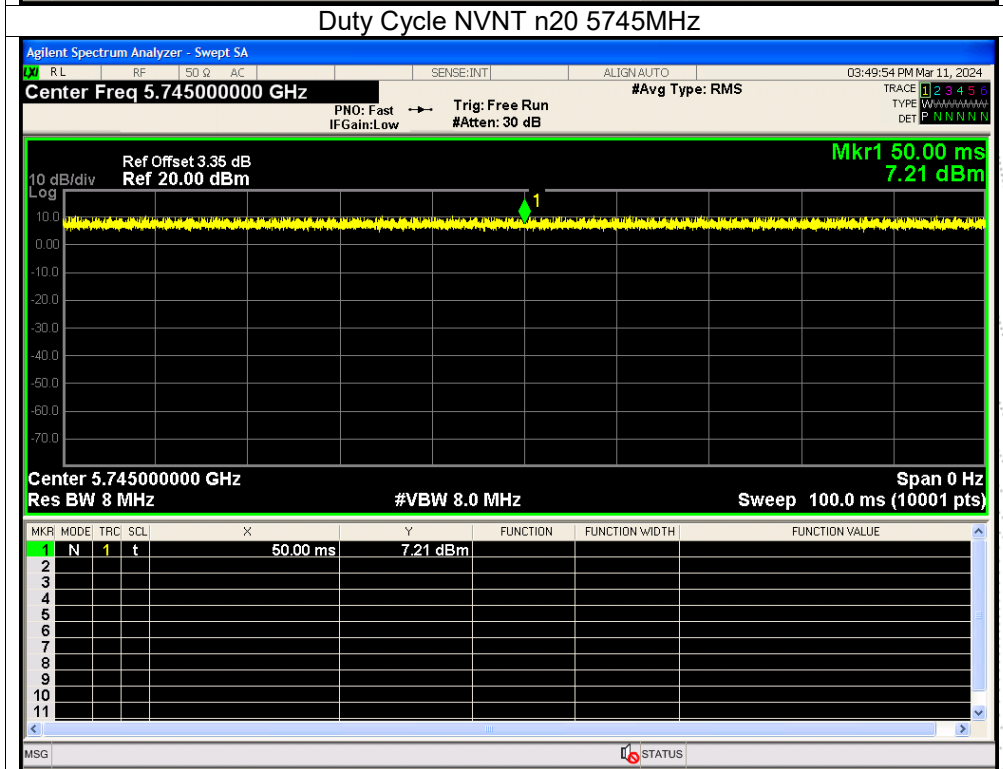 Duty Cycle NVNT n20 5745MHz
Agilent Spectrum Analyzer - Swept SA
LXI RL RF 50 Ω AC SENSE:INT ALIGN AUTO 03:49:54 PM Mar 11, 2024
Center Freq 5.745000000 GHz #Avg Type: RMS TRACE 1 2 3 4 5 6
PNO: Fast Trig: Free Run TYPE WWWWWW
IFGain:Low #Atten: 30 dB DET P N N N N N
Mkr1 50.00 ms
7.21 dBm
Ref Offset 3.35 dB
10 dB/div Ref 20.00 dBm
Log
1
10.0
0.00
-10.0
-20.0
-30.0
-40.0
-50.0
-60.0
-70.0
Center 5.745000000 GHz Span 0 Hz
Res BW 8 MHz #VBW 8.0 MHz Sweep 100.0 ms (10001 pts)
MKR MODE TRC SCL X Y FUNCTION FUNCTION WIDTH FUNCTION VALUE
1 N 1 t 50.00 ms 7.21 dBm
2
3
4
5
6
7
8
9
10
11
MSG STATUS